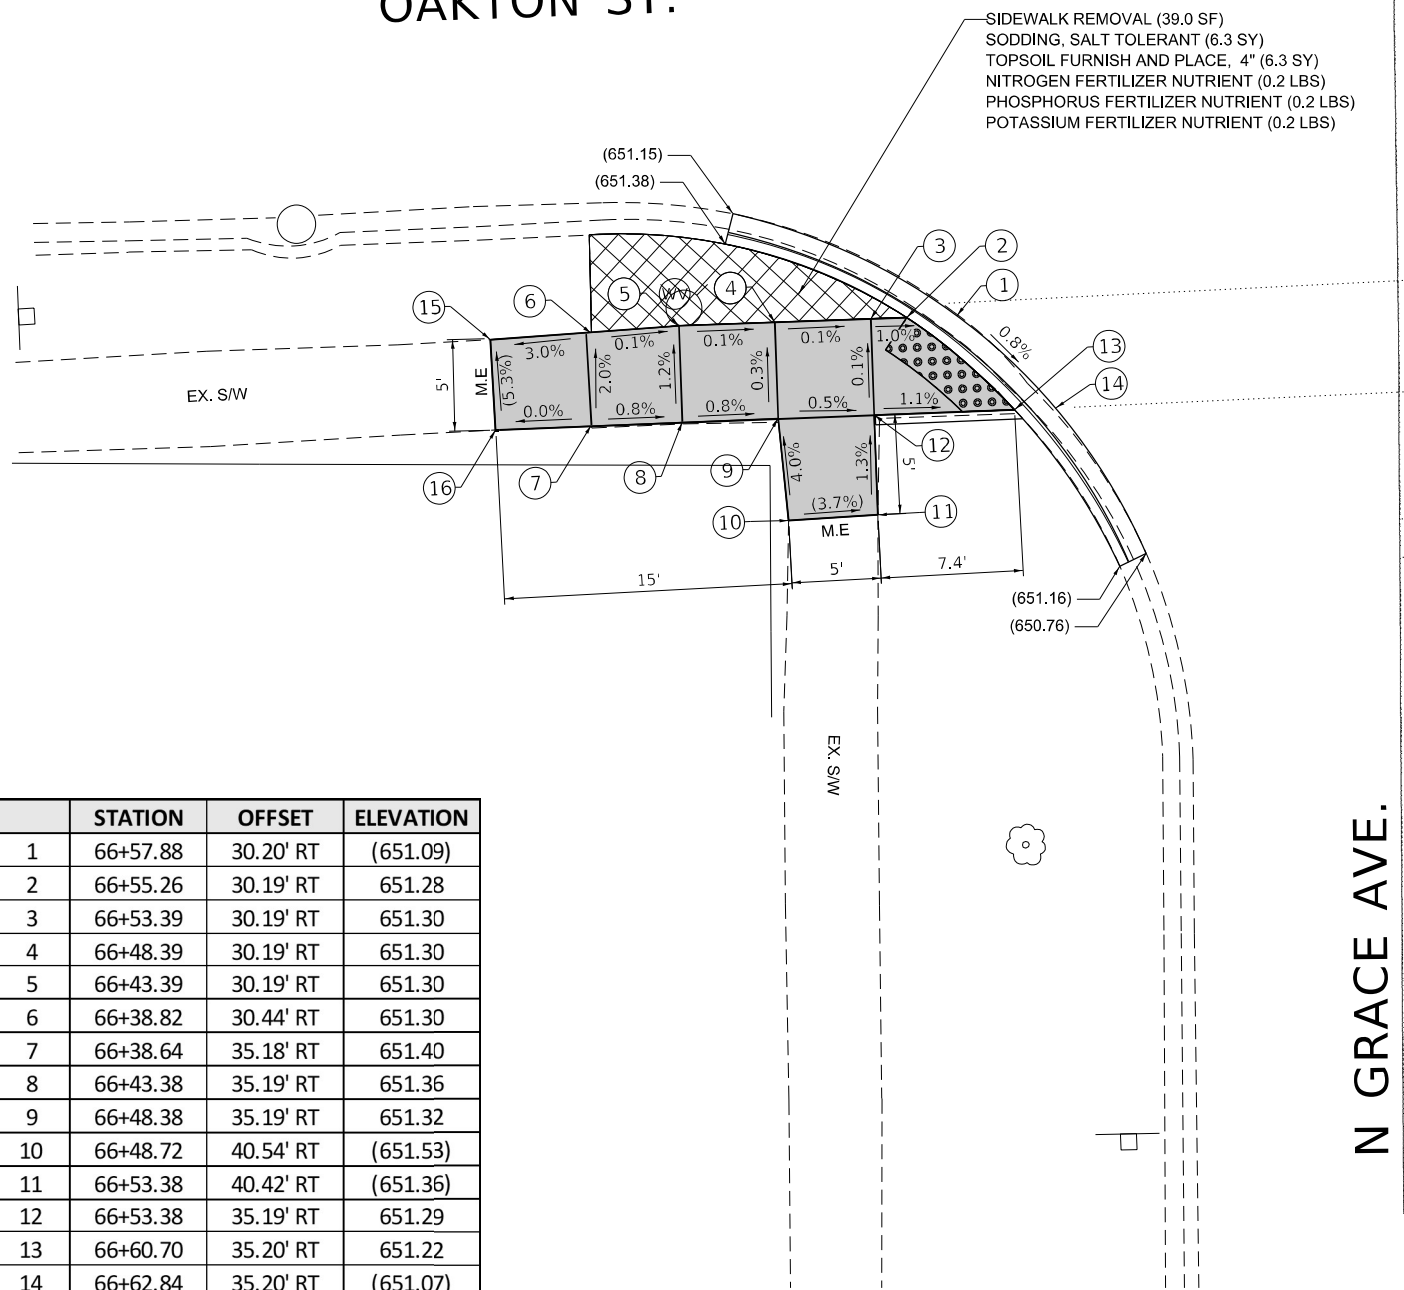 OAKTON ST.
SIDEWALK REMOVAL (39.0 SF)
SODDING, SALT TOLERANT (6.3 SY)
TOPSOIL FURNISH AND PLACE, 4" (6.3 SY)
NITROGEN FERTILIZER NUTRIENT (0.2 LBS)
PHOSPHORUS FERTILIZER NUTRIENT (0.2 LBS)
POTASSIUM FERTILIZER NUTRIENT (0.2 LBS)
(651.15)
(651.38)
3
2
1
4
5
6
15
WV
0.8%
13
14
3.0%
0.1%
0.1%
0.1%
1.0%
5'
M.E
(5.3%)
2.0%
1.2%
0.3%
0.1%
EX. S/W
0.0%
0.8%
0.8%
0.5%
1.1%
12
16
7
8
9
4.0%
1.3%
5'
(3.7%)
10
11
M.E
15'
5'
7.4'
(651.16)
(650.76)
EX. S/W
N GRACE AVE.
STATION OFFSET ELEVATION
1 66+57.88 30.20' RT (651.09)
2 66+55.26 30.19' RT 651.28
3 66+53.39 30.19' RT 651.30
4 66+48.39 30.19' RT 651.30
5 66+43.39 30.19' RT 651.30
6 66+38.82 30.44' RT 651.30
7 66+38.64 35.18' RT 651.40
8 66+43.38 35.19' RT 651.36
9 66+48.38 35.19' RT 651.32
10 66+48.72 40.54' RT (651.53)
11 66+53.38 40.42' RT (651.36)
12 66+53.38 35.19' RT 651.29
13 66+60.70 35.20' RT 651.22
14 66+62.84 35.20' RT (651.07)